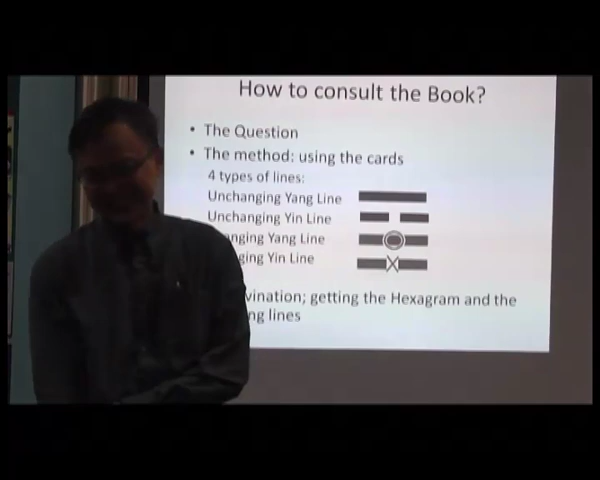 How to consult the Book?
• The Question
• The method: using the cards
4 types of lines:
Unchanging Yang Line
Unchanging Yin Line
nging Yang Line
ging Yin Line
vination; getting the Hexagram and the
ng lines